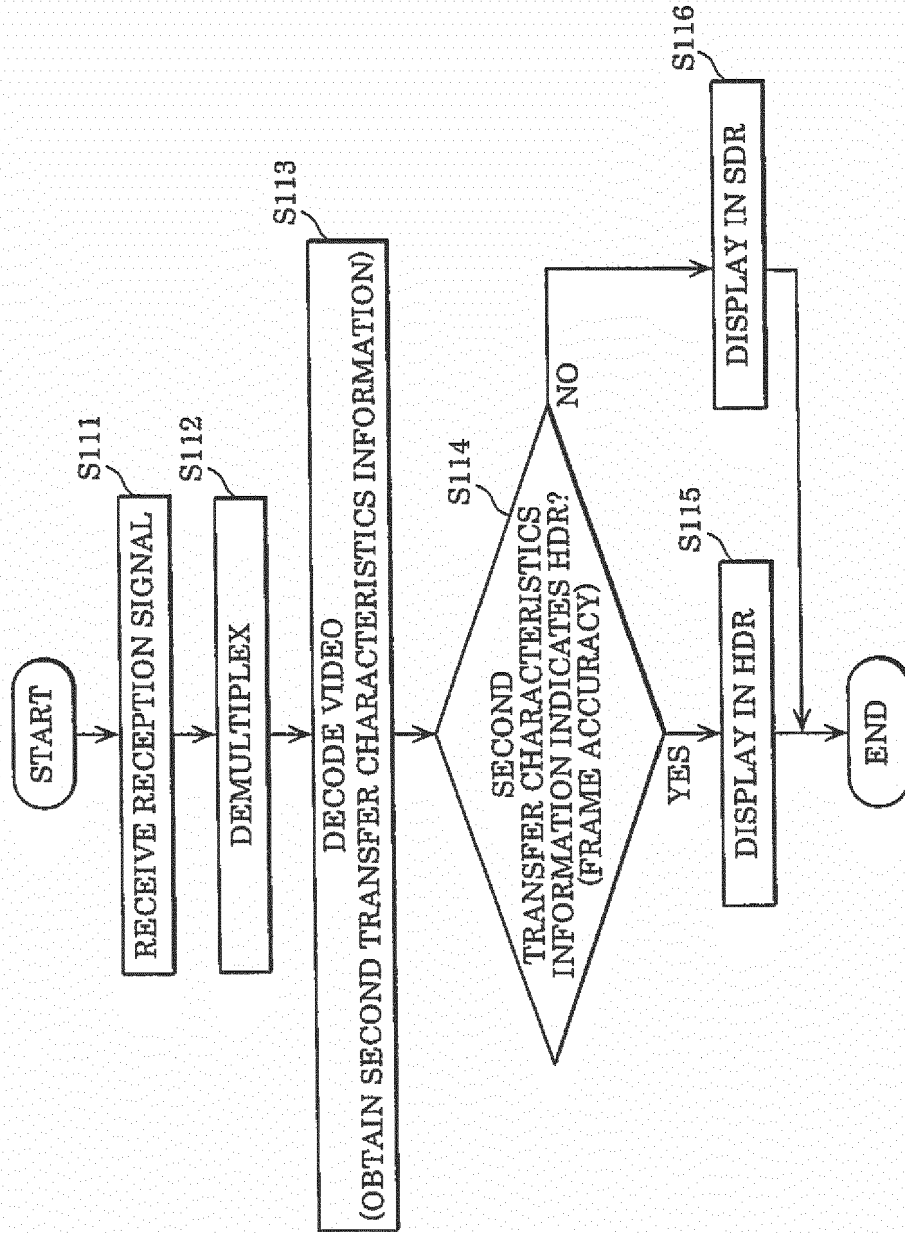 START
S111
RECEIVE RECEPTION SIGNAL
S112
DEMULTIPLEX
S113
DECODE VIDEO
(OBTAIN SECOND TRANSFER CHARACTERISTICS INFORMATION)
S114
SECOND
TRANSFER CHARACTERISTICS
INFORMATION INDICATES HDR?
(FRAME ACCURACY)
NO
YES
S115
DISPLAY IN HDR
S116
DISPLAY IN SDR
END